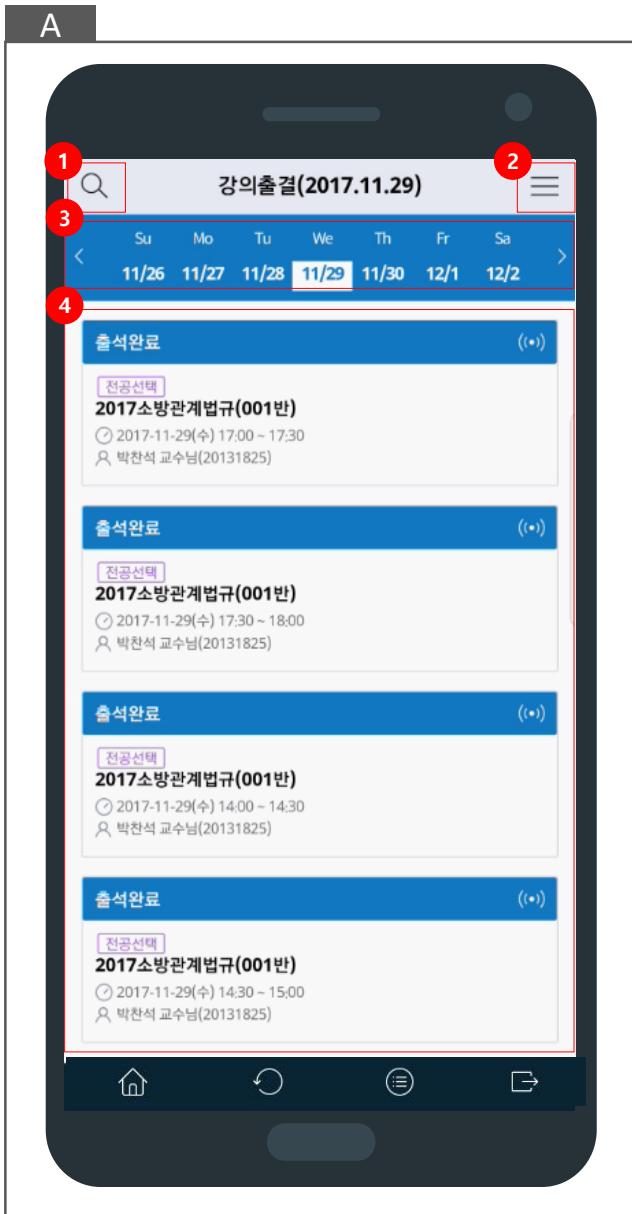 A
1
2
강의출결(2017.11.29)
3
Su Mo Tu We Th Fr Sa
11/26 11/27 11/28 11/29 11/30 12/1 12/2
4
출석완료
전공선택
2017소방관계법규(001반)
2017-11-29(수) 17:00 ~ 17:30
박찬석 교수님(20131825)
출석완료
전공선택
2017소방관계법규(001반)
2017-11-29(수) 17:30 ~ 18:00
박찬석 교수님(20131825)
출석완료
전공선택
2017소방관계법규(001반)
2017-11-29(수) 14:00 ~ 14:30
박찬석 교수님(20131825)
출석완료
전공선택
2017소방관계법규(001반)
2017-11-29(수) 14:30 ~ 15:00
박찬석 교수님(20131825)